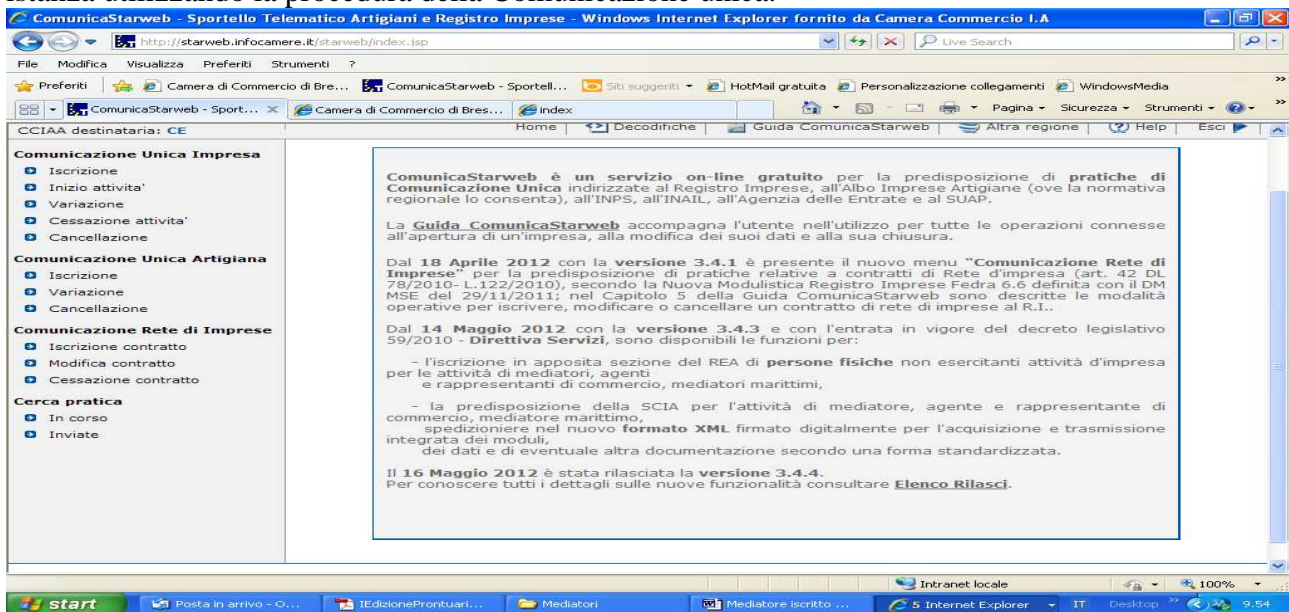 istanza utilizzando la procedura della Comunicazione unica.
ComunicaStarweb - Sportello Telematico Artigiani e Registro Imprese - Windows Internet Explorer fornito da Camera Commercio I.A
http://starweb.infocamere.it/starweb/index.jsp
Live Search
File Modifica Visualizza Preferiti Strumenti ?
Preferiti Camera di Commercio di Bre... ComunicaStarweb - Sportell... Siti suggeriti HotMail gratuita Personalizzazione collegamenti WindowsMedia
ComunicaStarweb - Sport... Camera di Commercio di Bres... index Pagina Sicurezza Strumenti
CCIAA destinataria: CE
Home | Decodifiche | Guida ComunicaStarweb | Altra regione | Help | Esci
Comunicazione Unica Impresa
Iscrizione
Inizio attivita'
Variazione
Cessazione attivita'
Cancellazione
Comunicazione Unica Artigiana
Iscrizione
Variazione
Cancellazione
Comunicazione Rete di Imprese
Iscrizione contratto
Modifica contratto
Cessazione contratto
Cerca pratica
In corso
Inviate
ComunicaStarweb è un servizio on-line gratuito per la predisposizione di pratiche di
Comunicazione Unica indirizzate al Registro Imprese, all'Albo Imprese Artigiane (ove la normativa
regionale lo consenta), all'INPS, all'INAIL, all'Agenzia delle Entrate e al SUAP.
La Guida ComunicaStarweb accompagna l'utente nell'utilizzo per tutte le operazioni connesse
all'apertura di un'impresa, alla modifica dei suoi dati e alla sua chiusura.
Dal 18 Aprile 2012 con la versione 3.4.1 è presente il nuovo menu "Comunicazione Rete di
Imprese" per la predisposizione di pratiche relative a contratti di Rete d'impresa (art. 42 DL
78/2010- L.122/2010), secondo la Nuova Modulistica Registro Imprese Fedra 6.6 definita con il DM
MSE del 29/11/2011; nel Capitolo 5 della Guida ComunicaStarweb sono descritte le modalità
operative per iscrivere, modificare o cancellare un contratto di rete di imprese al R.I..
Dal 14 Maggio 2012 con la versione 3.4.3 e con l'entrata in vigore del decreto legislativo
59/2010 - Direttiva Servizi, sono disponibili le funzioni per:
- l'iscrizione in apposita sezione del REA di persone fisiche non esercitanti attività d'impresa
per le attività di mediatori, agenti
e rappresentanti di commercio, mediatori marittimi,
- la predisposizione della SCIA per l'attività di mediatore, agente e rappresentante di
commercio, mediatore marittimo,
spedizioniere nel nuovo formato XML firmato digitalmente per l'acquisizione e trasmissione
integrata dei moduli,
dei dati e di eventuale altra documentazione secondo una forma standardizzata.
Il 16 Maggio 2012 è stata rilasciata la versione 3.4.4.
Per conoscere tutti i dettagli sulle nuove funzionalità consultare Elenco Rilasci.
Intranet locale 100%
start Posta in arrivo - O... IEdizioneProntuari... Mediatori Mediatore iscritto ... 5 Internet Explorer IT Desktop 9.54